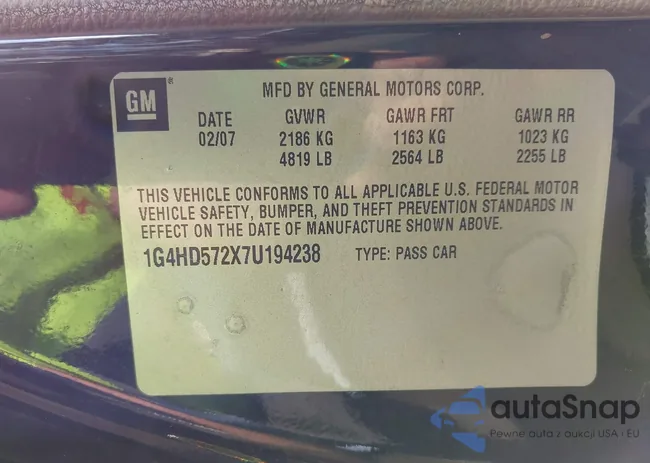 GM®
MFD BY GENERAL MOTORS CORP.
DATE GVWR GAWR FRT GAWR RR
02/07 2186 KG 1163 KG 1023 KG
4819 LB 2564 LB 2255 LB
THIS VEHICLE CONFORMS TO ALL APPLICABLE U.S. FEDERAL MOTOR
VEHICLE SAFETY, BUMPER, AND THEFT PREVENTION STANDARDS IN
EFFECT ON THE DATE OF MANUFACTURE SHOWN ABOVE.
1G4HD572X7U194238 TYPE: PASS CAR
autaSnap
Pewne auta z aukcji USA i EU